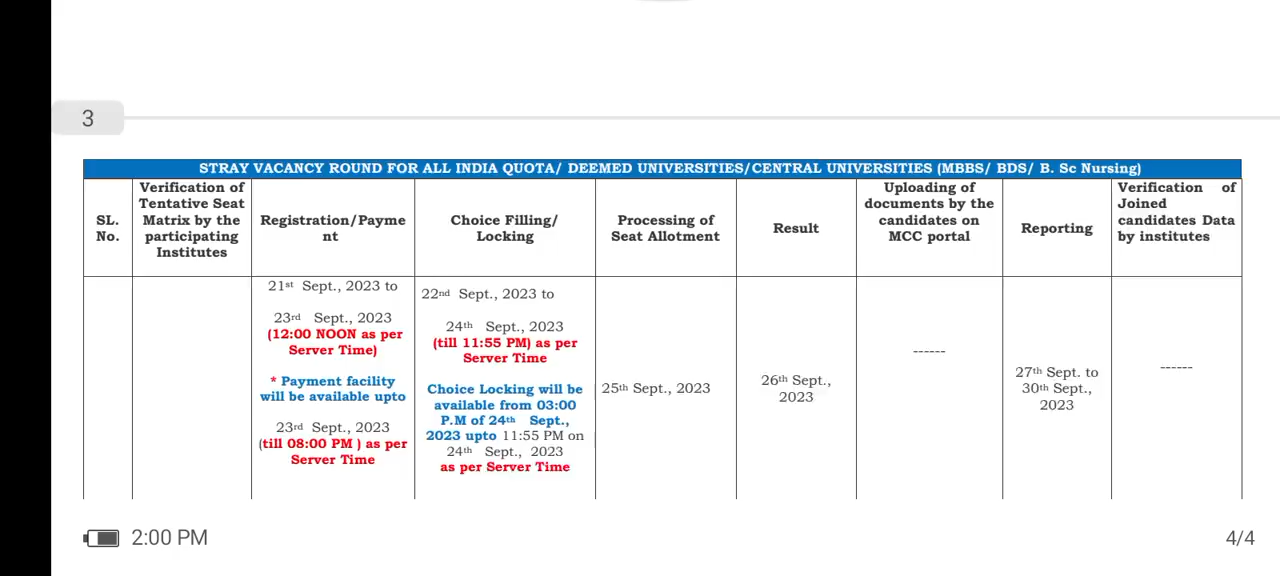 3
STRAY VACANCY ROUND FOR ALL INDIA QUOTA/ DEEMED UNIVERSITIES/CENTRAL UNIVERSITIES (MBBS/ BDS/ B. Sc Nursing)
SL.
No.
Verification of
Tentative Seat
Matrix by the
participating
Institutes
Registration/Payme
nt
Choice Filling/
Locking
Processing of
Seat Allotment
Result
Uploading of
documents by the
candidates on
MCC portal
Reporting
Verification of
Joined
candidates Data
by institutes
21st Sept., 2023 to
23rd Sept., 2023
(12:00 NOON as per
Server Time)
* Payment facility
will be available upto
23rd Sept., 2023
(till 08:00 PM ) as per
Server Time
22nd Sept., 2023 to
24th Sept., 2023
(till 11:55 PM) as per
Server Time
Choice Locking will be
available from 03:00
P.M of 24th Sept.,
2023 upto 11:55 PM on
24th Sept., 2023
as per Server Time
25th Sept., 2023
26th Sept.,
2023
------
27th Sept. to
30th Sept.,
2023
------
2:00 PM
4/4